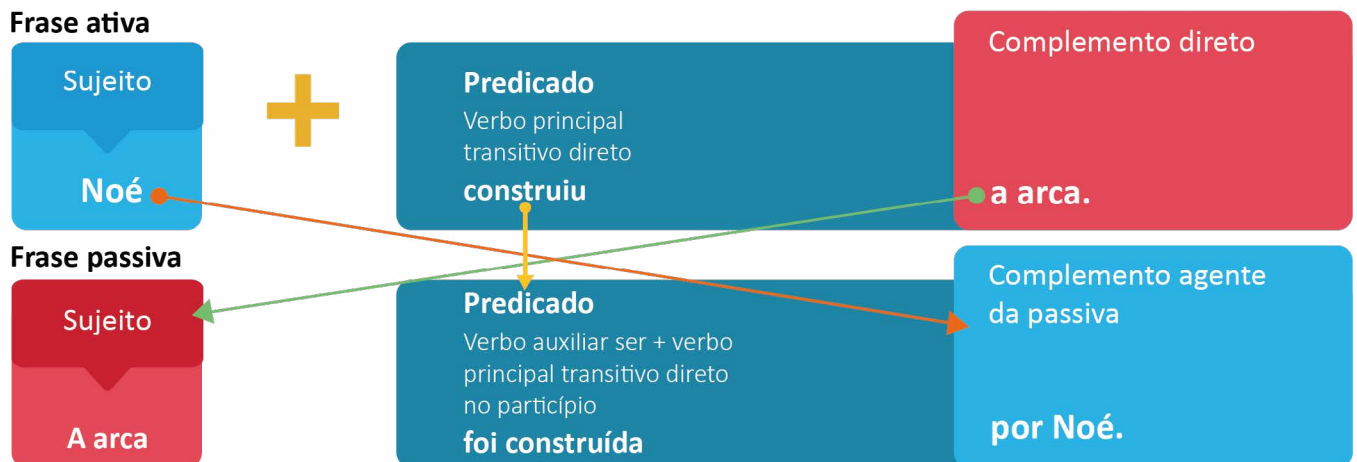 Frase ativa
Sujeito
Noé
Predicado
Verbo principal
transitivo direto
construiu
Complemento direto
a arca.
Frase passiva
Sujeito
A arca
Predicado
Verbo auxiliar ser + verbo
principal transitivo direto
no particípio
foi construída
Complemento agente
da passiva
por Noé.